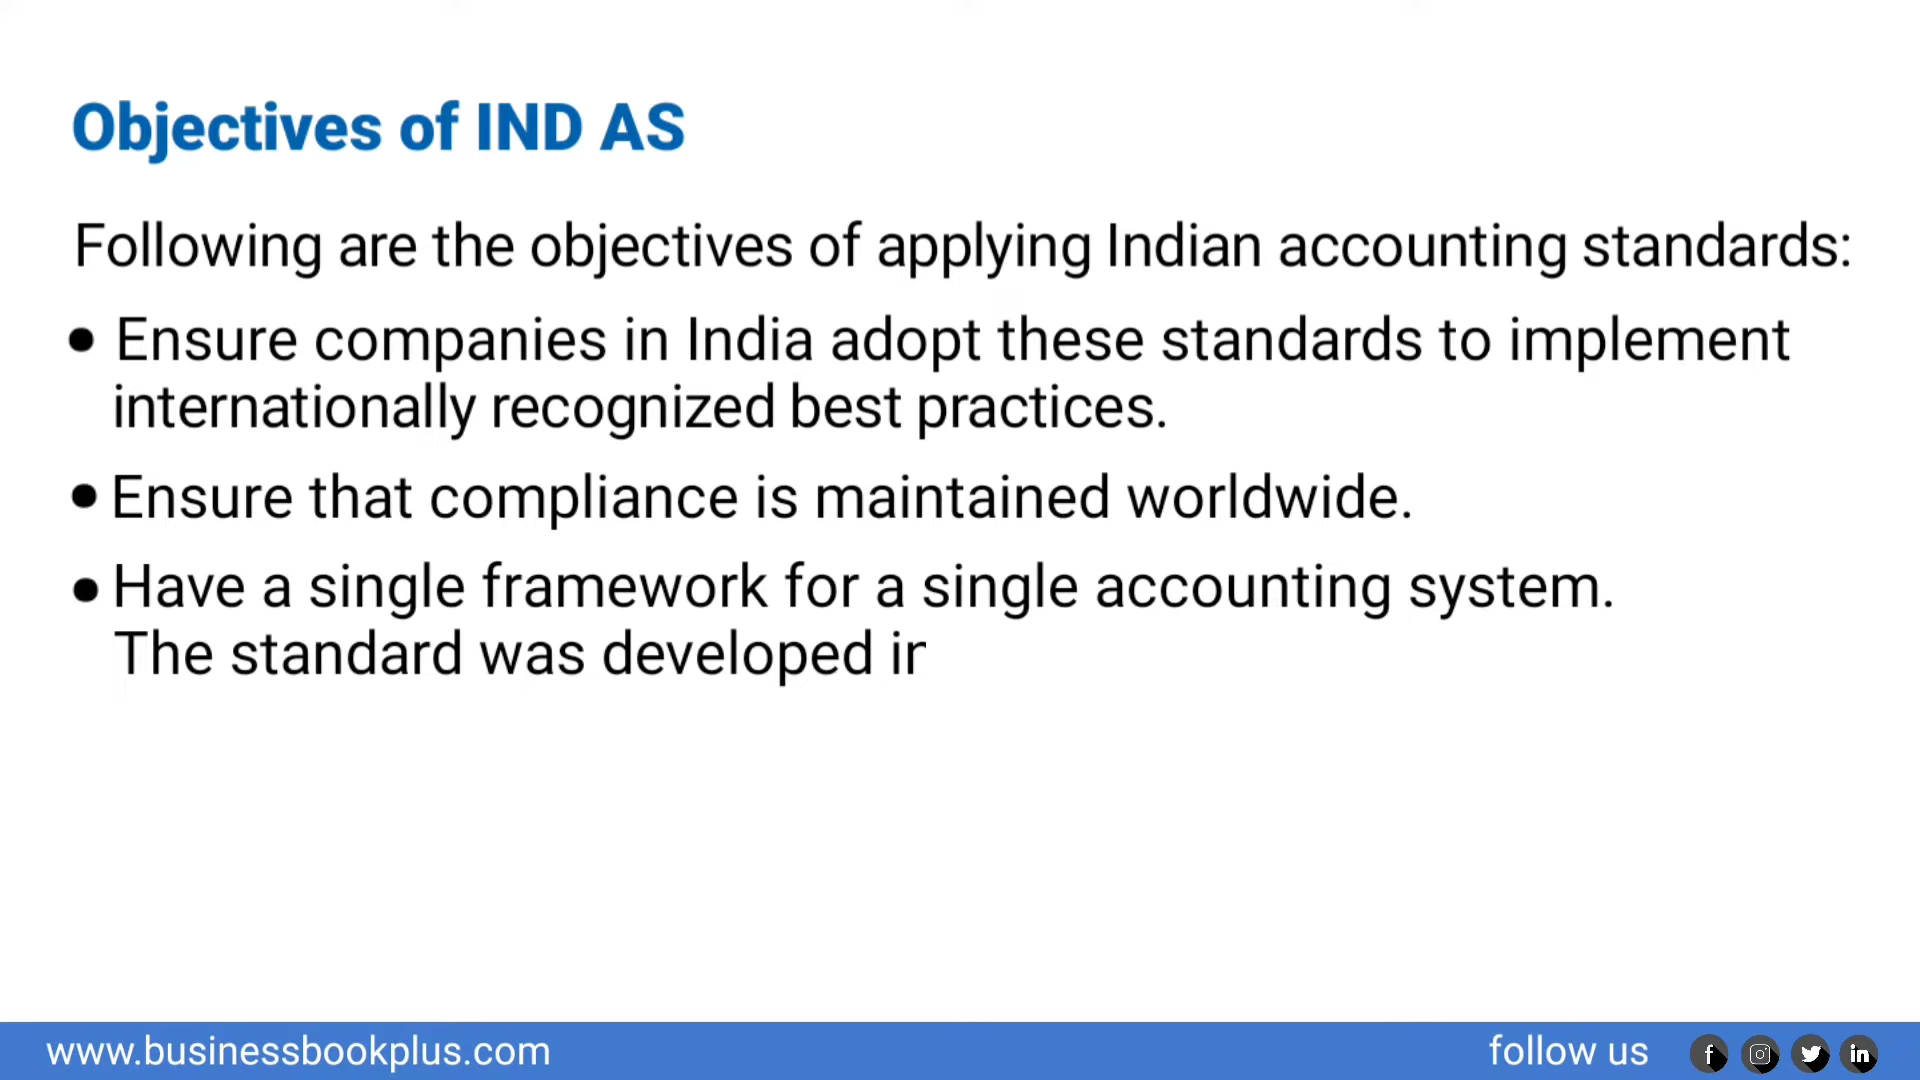 Objectives of IND AS
Following are the objectives of applying Indian accounting standards:
• Ensure companies in India adopt these standards to implement
internationally recognized best practices.
• Ensure that compliance is maintained worldwide.
• Have a single framework for a single accounting system.
The standard was developed
www.businessbookplus.com
follow us